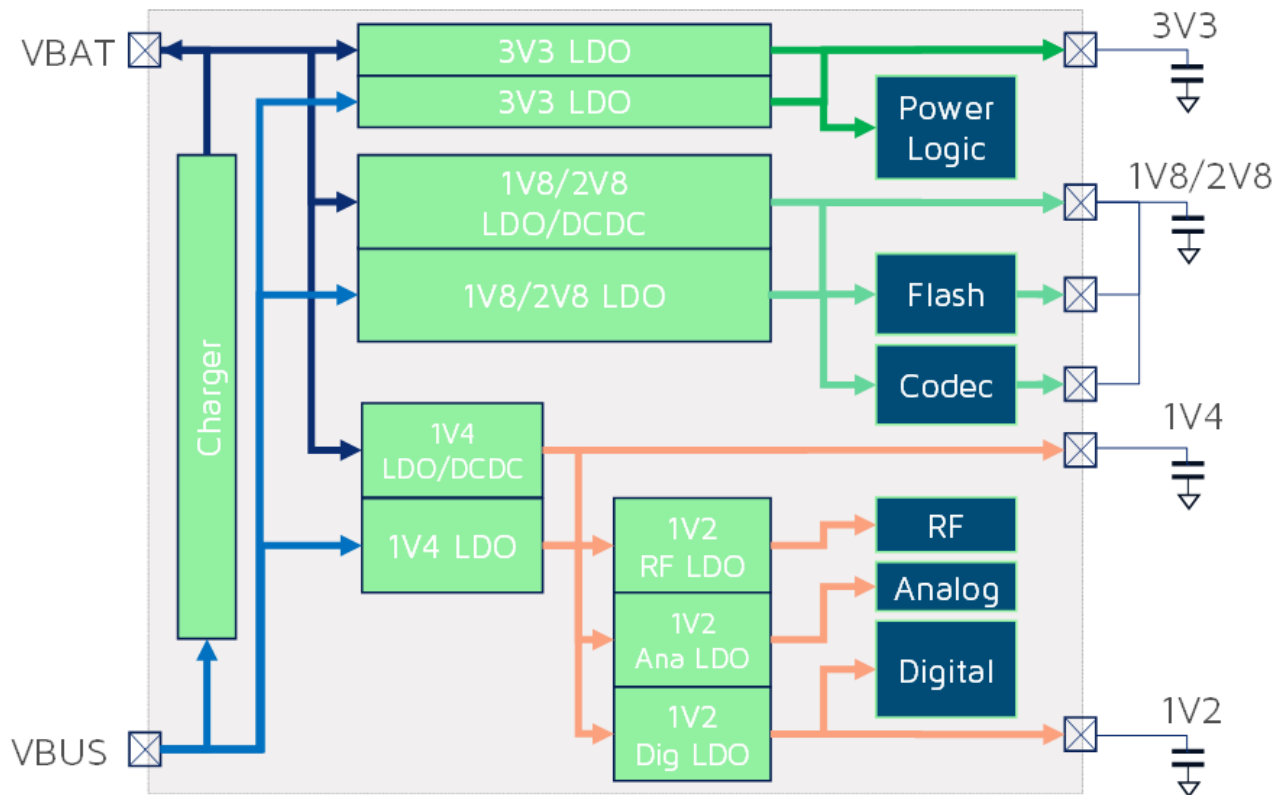 VBAT
3V3 LDO
3V3
3V3 LDO
Power
Logic
1V8/2V8
LDO/DCDC
1V8/2V8
1V8/2V8 LDO
Flash
Charger
Codec
1V4
LDO/DCDC
1V4
1V4 LDO
1V2
RF LDO
RF
1V2
Ana LDO
Analog
Digital
1V2
Dig LDO
1V2
VBUS